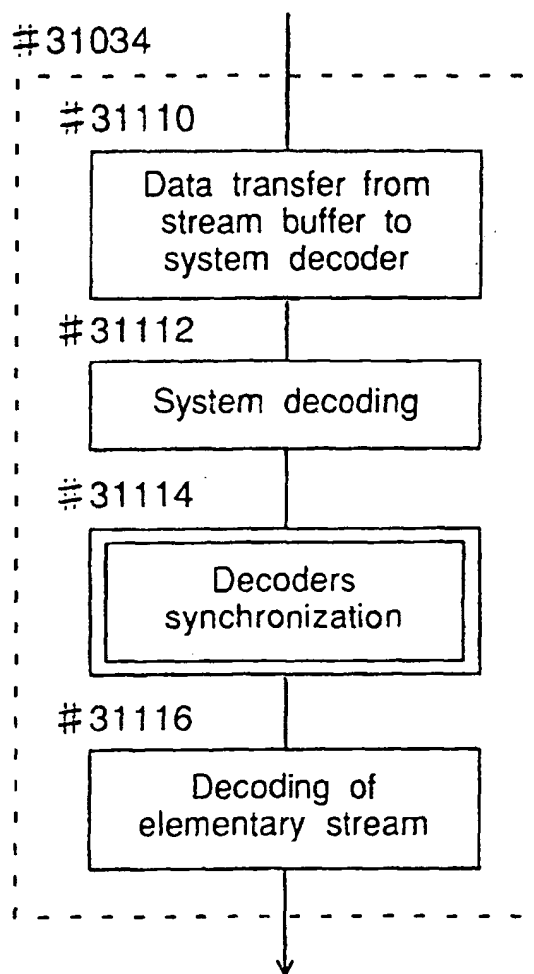 #31034
#31110
Data transfer from
stream buffer to
system decoder
#31112
System decoding
#31114
Decoders
synchronization
#31116
Decoding of
elementary stream